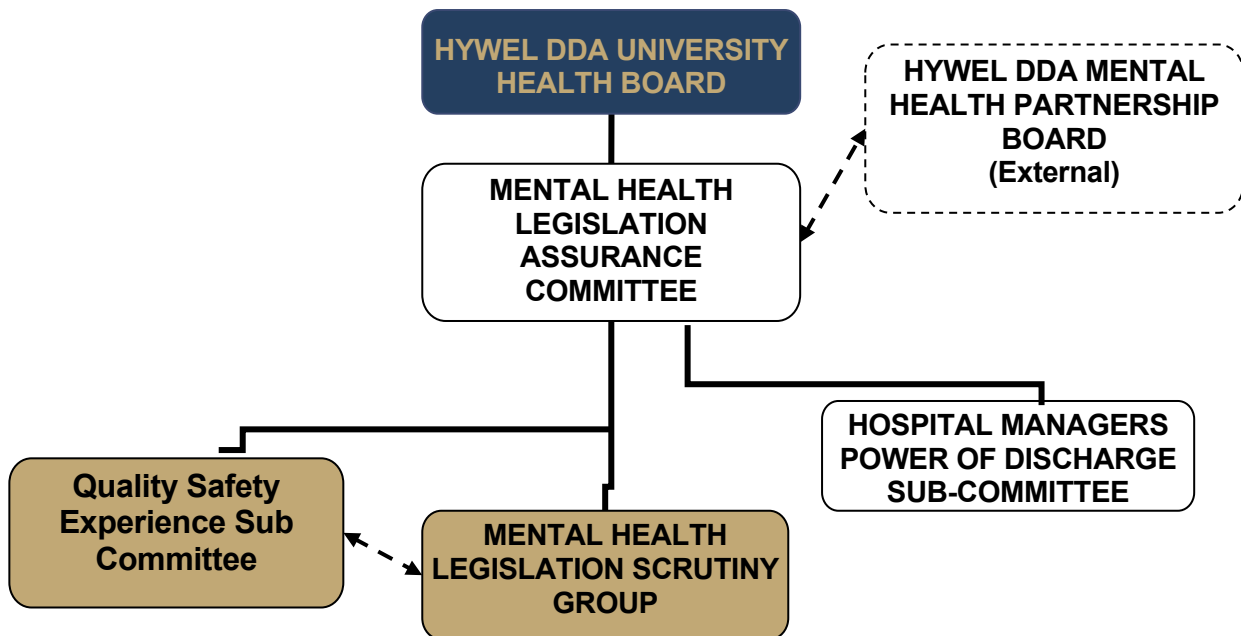 HYWEL DDA UNIVERSITY
HEALTH BOARD
HYWEL DDA MENTAL
HEALTH PARTNERSHIP
BOARD
(External)
MENTAL HEALTH
LEGISLATION
ASSURANCE
COMMITTEE
HOSPITAL MANAGERS
POWER OF DISCHARGE
SUB-COMMITTEE
Quality Safety
Experience Sub
Committee
MENTAL HEALTH
LEGISLATION SCRUTINY
GROUP